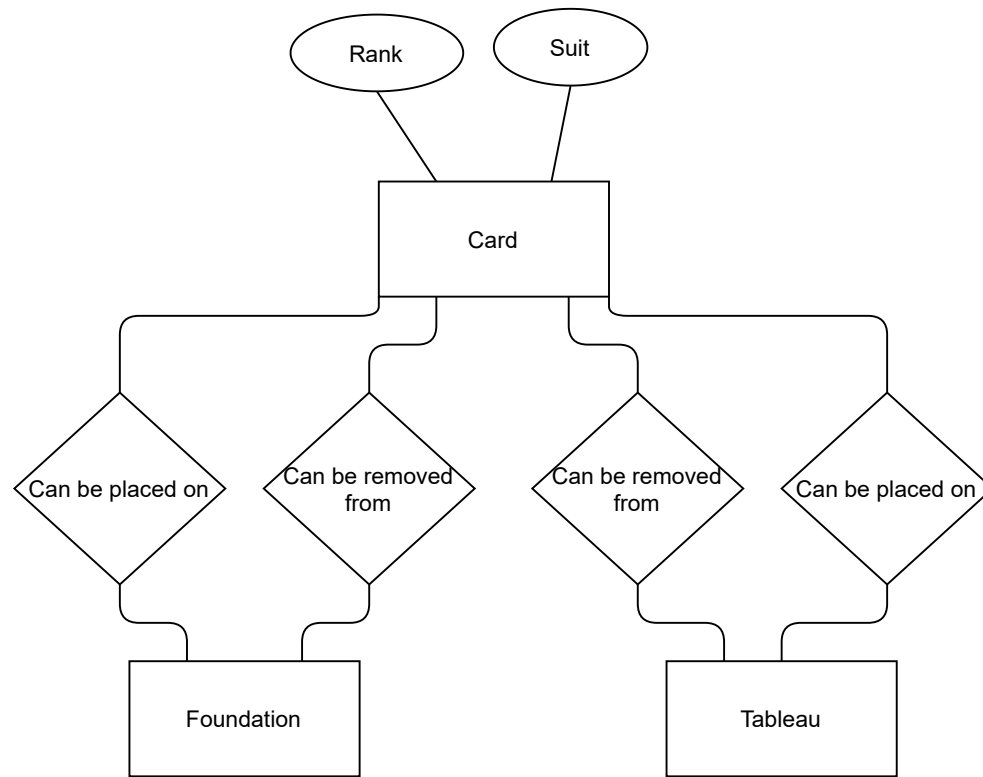 Rank
Suit
Card
Can be placed on
Can be removed
from
Can be removed
from
Can be placed on
Foundation
Tableau